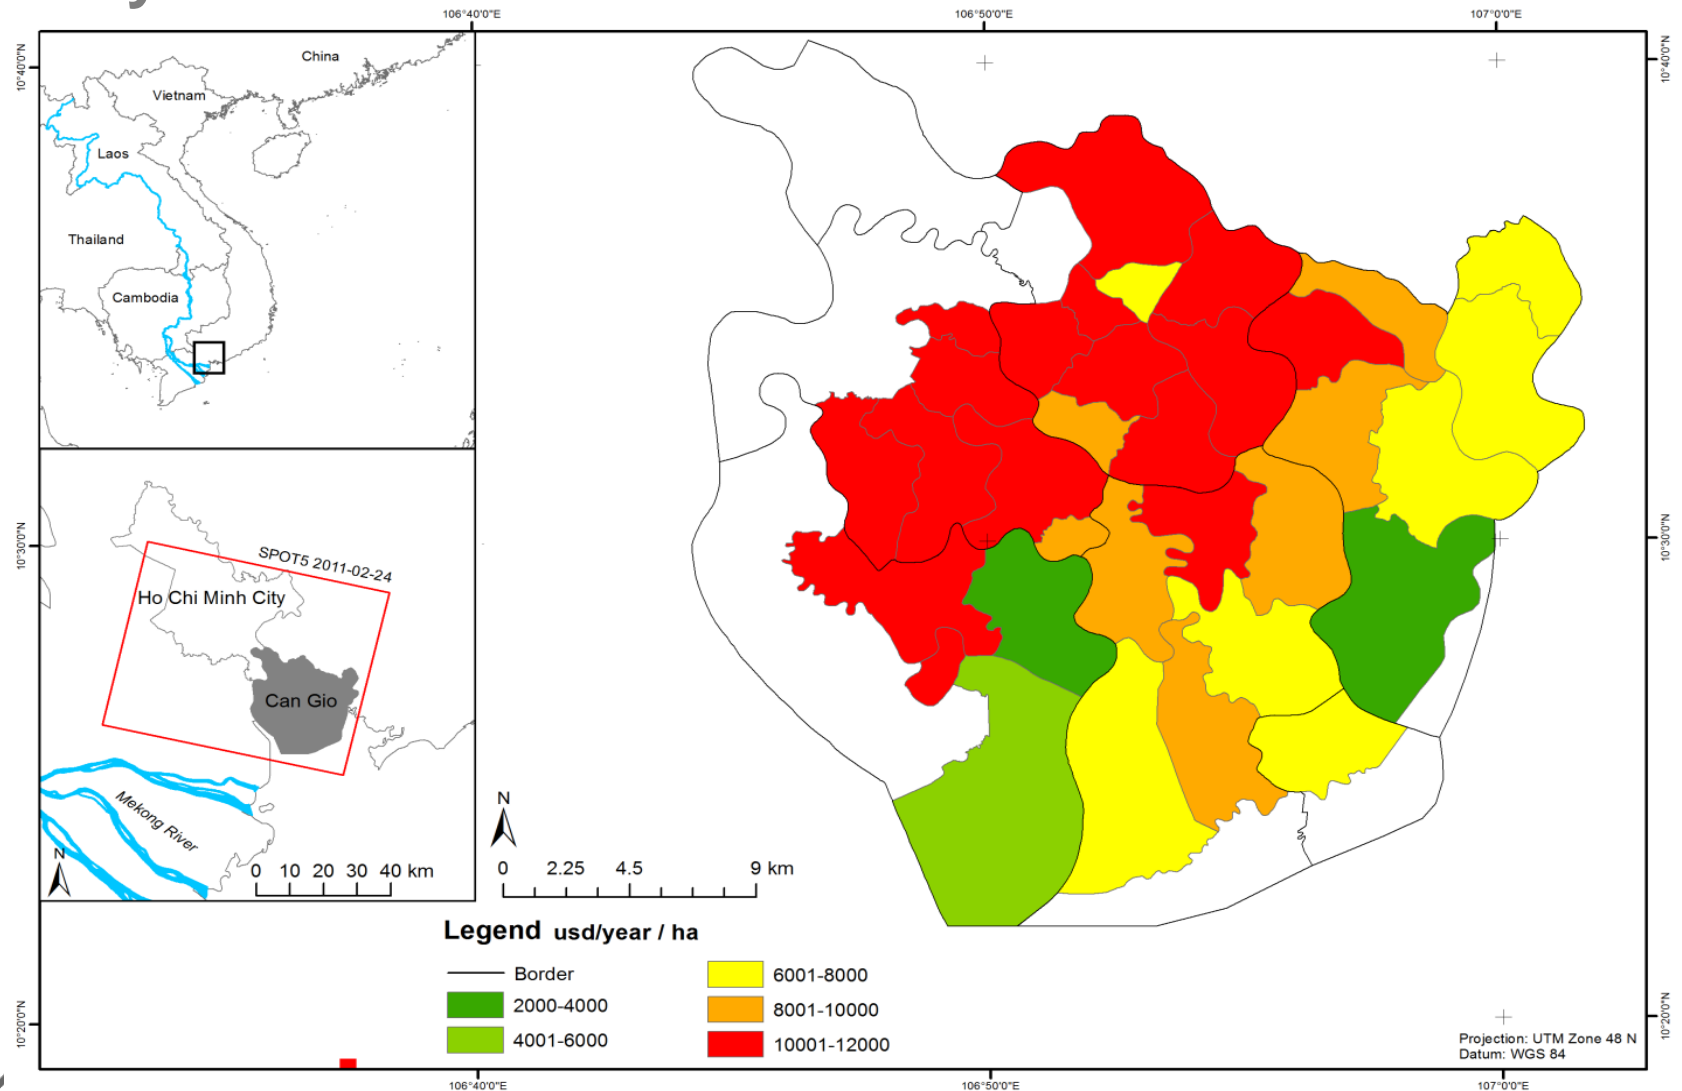 106°40'0"E
106°50'0"E
107°0'0"E
10°40'0"N
10°40'0"N
China
Vietnam
Laos
Thailand
Cambodia
10°30'0"N
10°30'0"N
SPOT5 2011-02-24
Ho Chi Minh City
Can Gio
Mekong River
N
0 10 20 30 40 km
N
0 2.25 4.5 9 km
Legend usd/year / ha
Border
2000-4000
4001-6000
6001-8000
8001-10000
10001-12000
10°20'0"N
10°20'0"N
Projection: UTM Zone 48 N
Datum: WGS 84
106°40'0"E
106°50'0"E
107°0'0"E